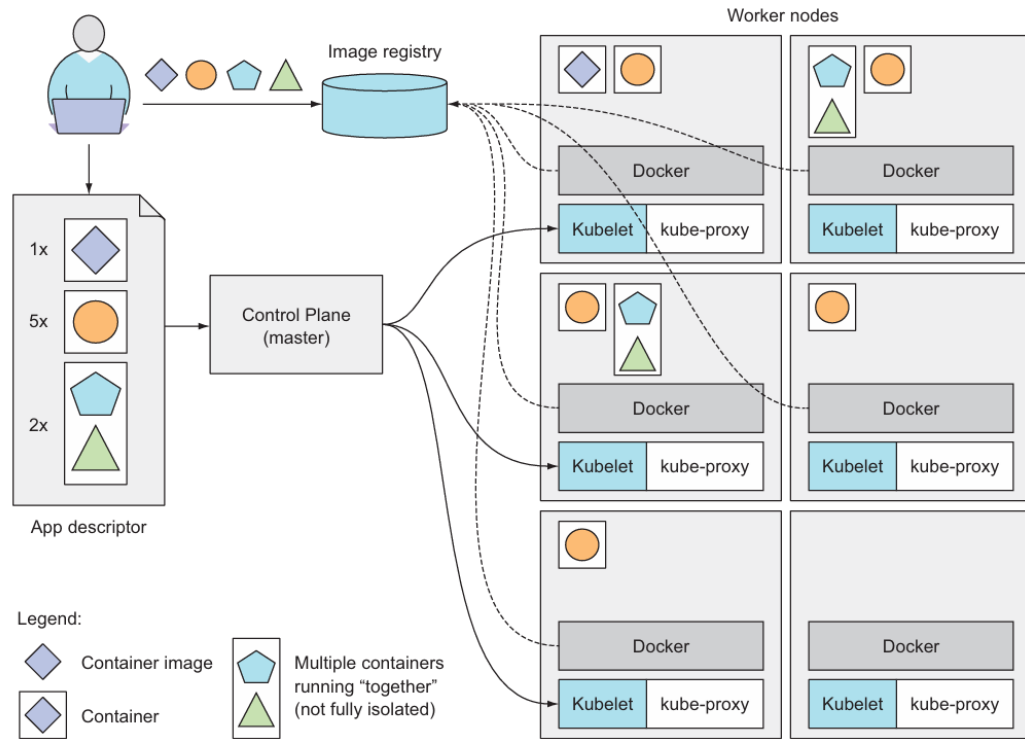 Worker nodes
Image registry
Docker
Kubelet
kube-proxy
Docker
Kubelet
kube-proxy
1x
5x
2x
App descriptor
Control Plane
(master)
Docker
Kubelet
kube-proxy
Docker
Kubelet
kube-proxy
Docker
Kubelet
kube-proxy
Docker
Kubelet
kube-proxy
Legend:
Container image
Container
Multiple containers
running “together”
(not fully isolated)